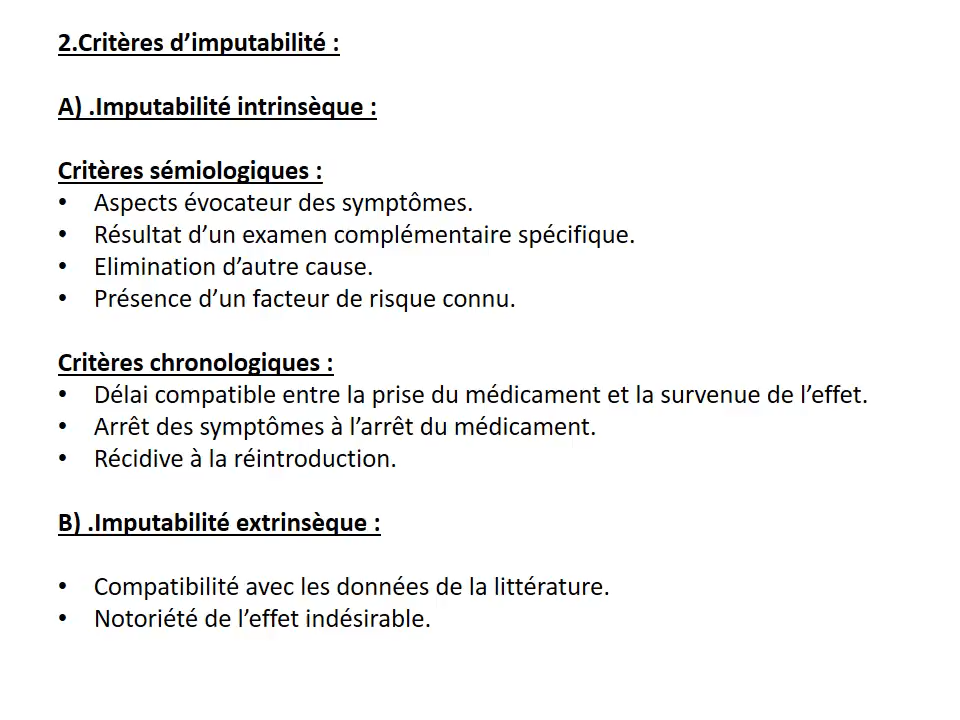 2.Critères d’imputabilité :
A) .Imputabilité intrinsèque :
Critères sémiologiques :
• Aspects évocateur des symptômes.
• Résultat d’un examen complémentaire spécifique.
• Elimination d’autre cause.
• Présence d’un facteur de risque connu.
Critères chronologiques :
• Délai compatible entre la prise du médicament et la survenue de l’effet.
• Arrêt des symptômes à l’arrêt du médicament.
• Récidive à la réintroduction.
B) .Imputabilité extrinsèque :
• Compatibilité avec les données de la littérature.
• Notoriété de l’effet indésirable.